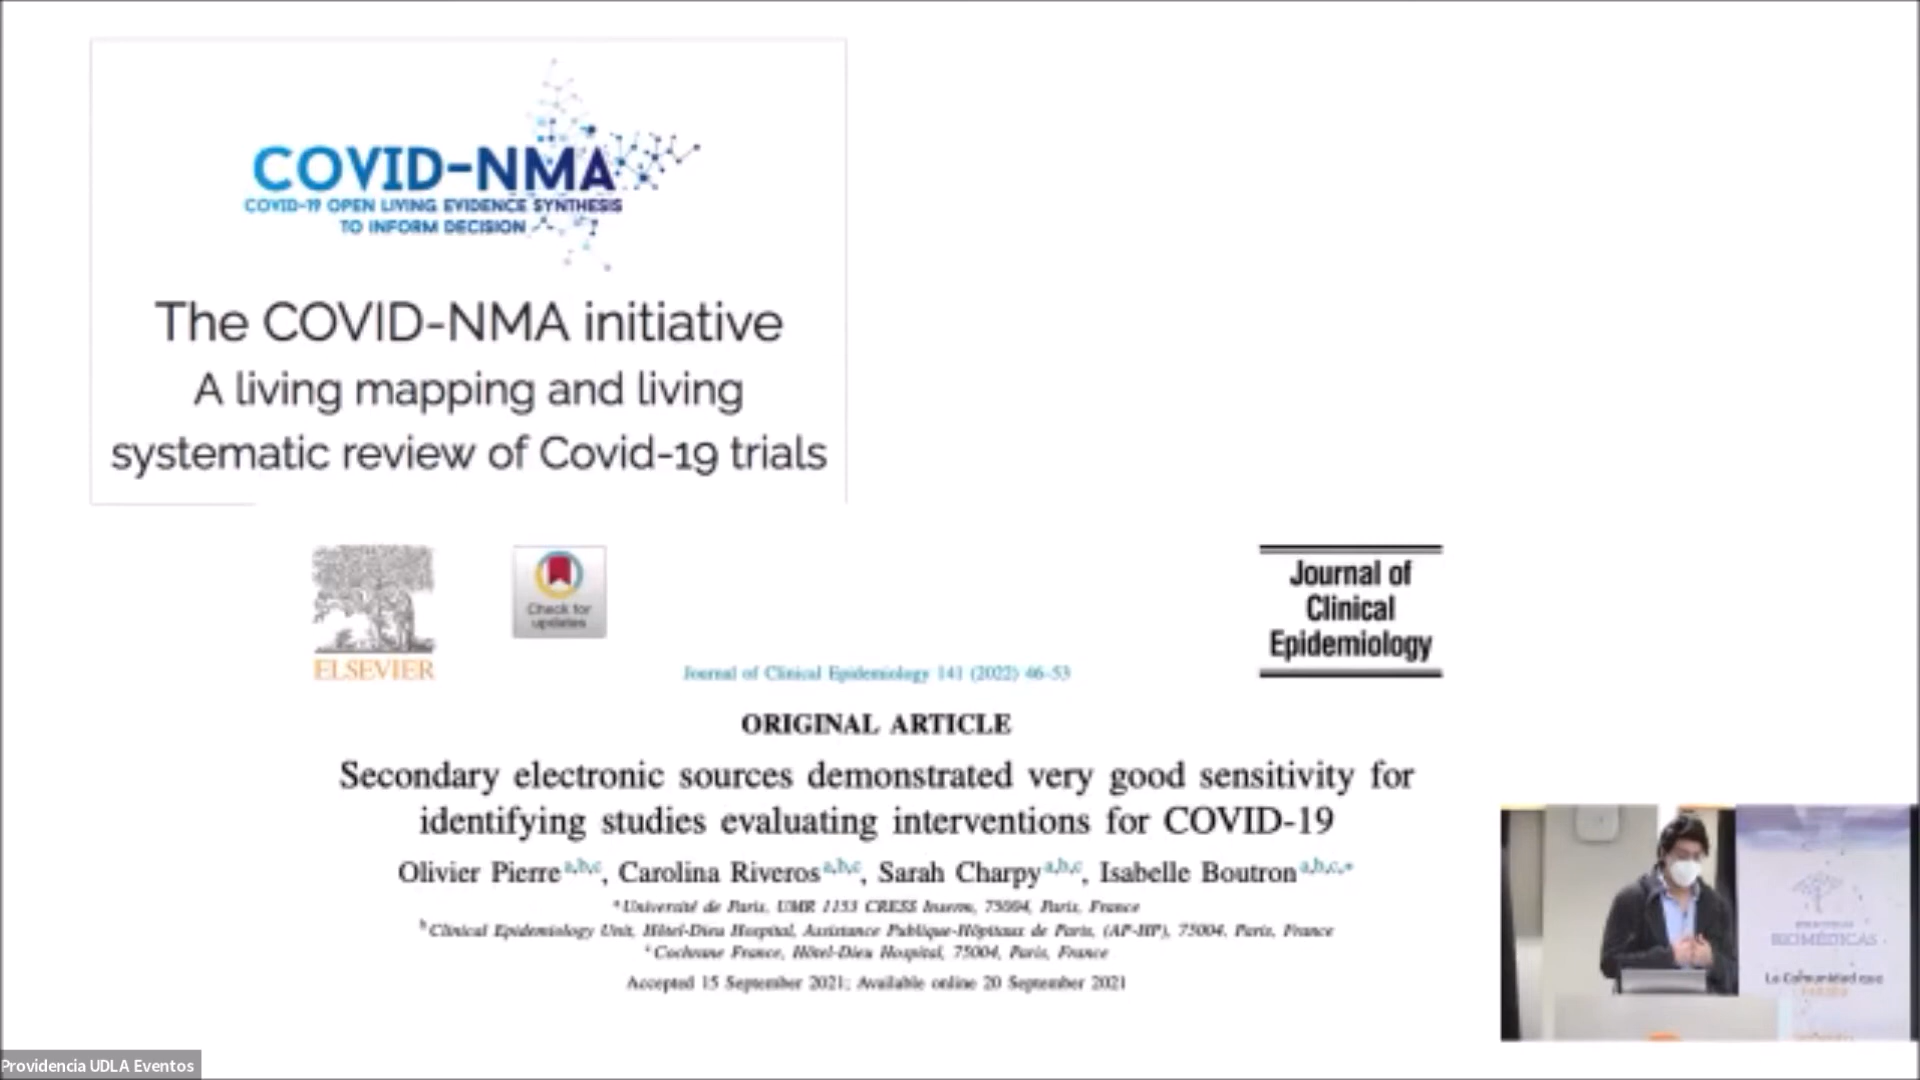 COVID-NMA
COVID-19 OPEN LIVING EVIDENCE SYNTHESIS
TO INFORM DECISION
The COVID-NMA initiative
A living mapping and living
systematic review of Covid-19 trials
ELSEVIER
Check for
updates
Journal of
Clinical
Epidemiology
Journal of Clinical Epidemiology 141 (2022) 46–53
ORIGINAL ARTICLE
Secondary electronic sources demonstrated very good sensitivity for
identifying studies evaluating interventions for COVID-19
Olivier Pierre a,b,c, Carolina Riveros a,b,c, Sarah Charpy a,b,c, Isabelle Boutron a,b,c,*
a Université de Paris, UMR 1153 CRESS Inserm, 75004, Paris, France
b Clinical Epidemiology Unit, Hôtel-Dieu Hospital, Assistance Publique-Hôpitaux de Paris, (AP-HP), 75004, Paris, France
c Cochrane France, Hôtel-Dieu Hospital, 75004, Paris, France
Accepted 15 September 2021; Available online 20 September 2021
BIOMÉDICAS
La Comunidad que
Providencia UDLA Eventos